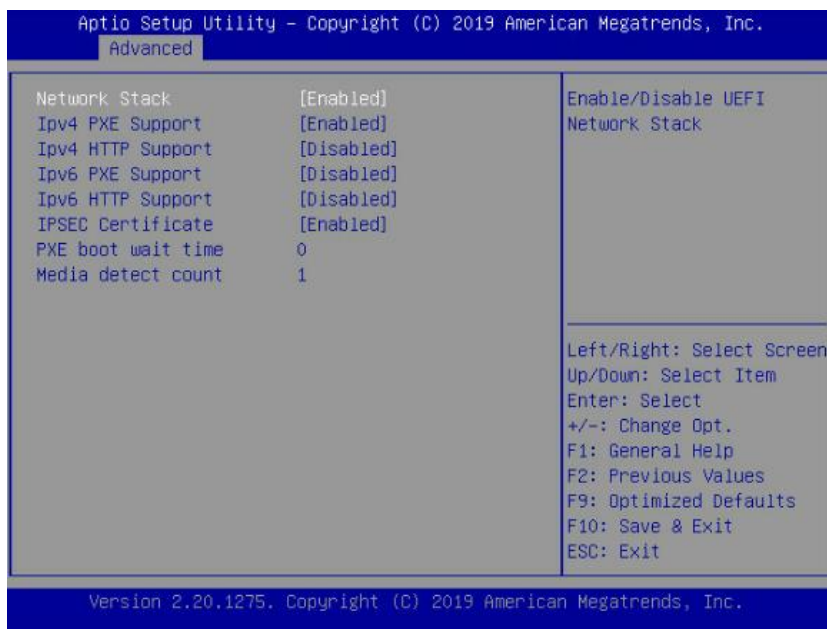 Aptio Setup Utility – Copyright (C) 2019 American Megatrends, Inc.
Advanced
Network Stack [Enabled]
Ipv4 PXE Support [Enabled]
Ipv4 HTTP Support [Disabled]
Ipv6 PXE Support [Disabled]
Ipv6 HTTP Support [Disabled]
IPSEC Certificate [Enabled]
PXE boot wait time 0
Media detect count 1
Enable/Disable UEFI
Network Stack
Left/Right: Select Screen
Up/Down: Select Item
Enter: Select
+/-: Change Opt.
F1: General Help
F2: Previous Values
F9: Optimized Defaults
F10: Save & Exit
ESC: Exit
Version 2.20.1275. Copyright (C) 2019 American Megatrends, Inc.